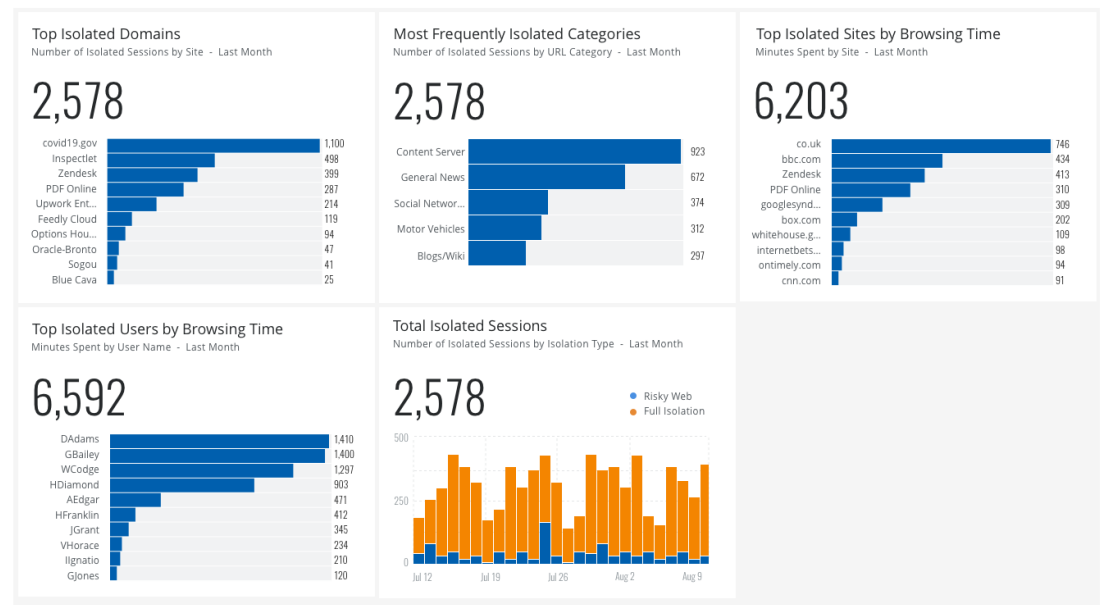 Top Isolated Domains
Number of Isolated Sessions by Site - Last Month
2,578
covid19.gov 1,100
Inspectlet 498
Zendesk 399
PDF Online 287
Upwork Ent... 214
Feedly Cloud 119
Options Hou... 94
Oracle-Bronto 47
Sogou 41
Blue Cava 25
Most Frequently Isolated Categories
Number of Isolated Sessions by URL Category - Last Month
2,578
Content Server 923
General News 672
Social Networ... 374
Motor Vehicles 312
Blogs/Wiki 297
Top Isolated Sites by Browsing Time
Minutes Spent by Site - Last Month
6,203
co.uk 746
bbc.com 434
Zendesk 413
PDF Online 310
googlesynd... 309
box.com 202
whitehouse.g... 109
internetbets... 98
ontimely.com 94
cnn.com 91
Top Isolated Users by Browsing Time
Minutes Spent by User Name - Last Month
6,592
DAdams 1,410
GBailey 1,400
WCodge 1,297
HDiamond 903
AEdgar 471
HFranklin 412
JGrant 345
VHorace 234
IIgnatio 210
GJones 120
Total Isolated Sessions
Number of Isolated Sessions by Isolation Type - Last Month
2,578
Risky Web
Full Isolation
500
250
0
Jul 12 Jul 19 Jul 26 Aug 2 Aug 9